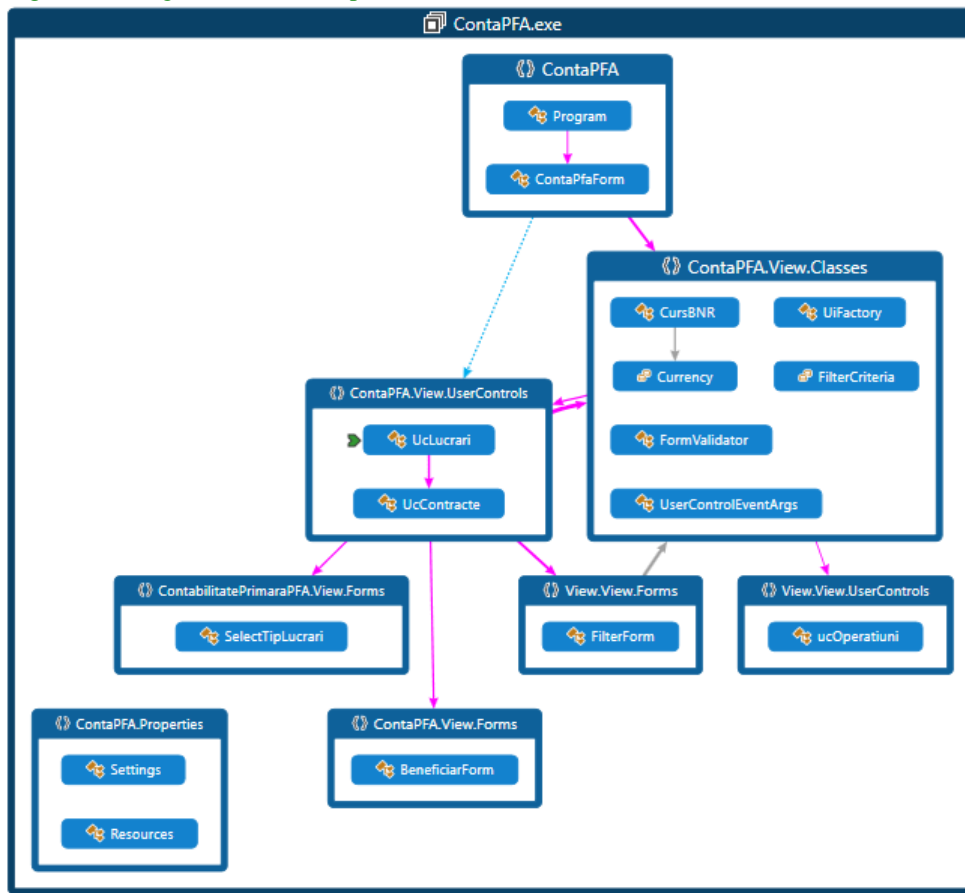 ContaPFA.exe
ContaPFA
Program
ContaPfaForm
ContaPFA.View.Classes
CursBNR
UiFactory
Currency
FilterCriteria
FormValidator
UserControlEventArgs
ContaPFA.View.UserControls
UcLucrari
UcContracte
ContabilitatePrimaraPFA.View.Forms
SelectTipLucrari
View.View.Forms
FilterForm
View.View.UserControls
ucOperatiuni
ContaPFA.Properties
Settings
Resources
ContaPFA.View.Forms
BeneficiarForm